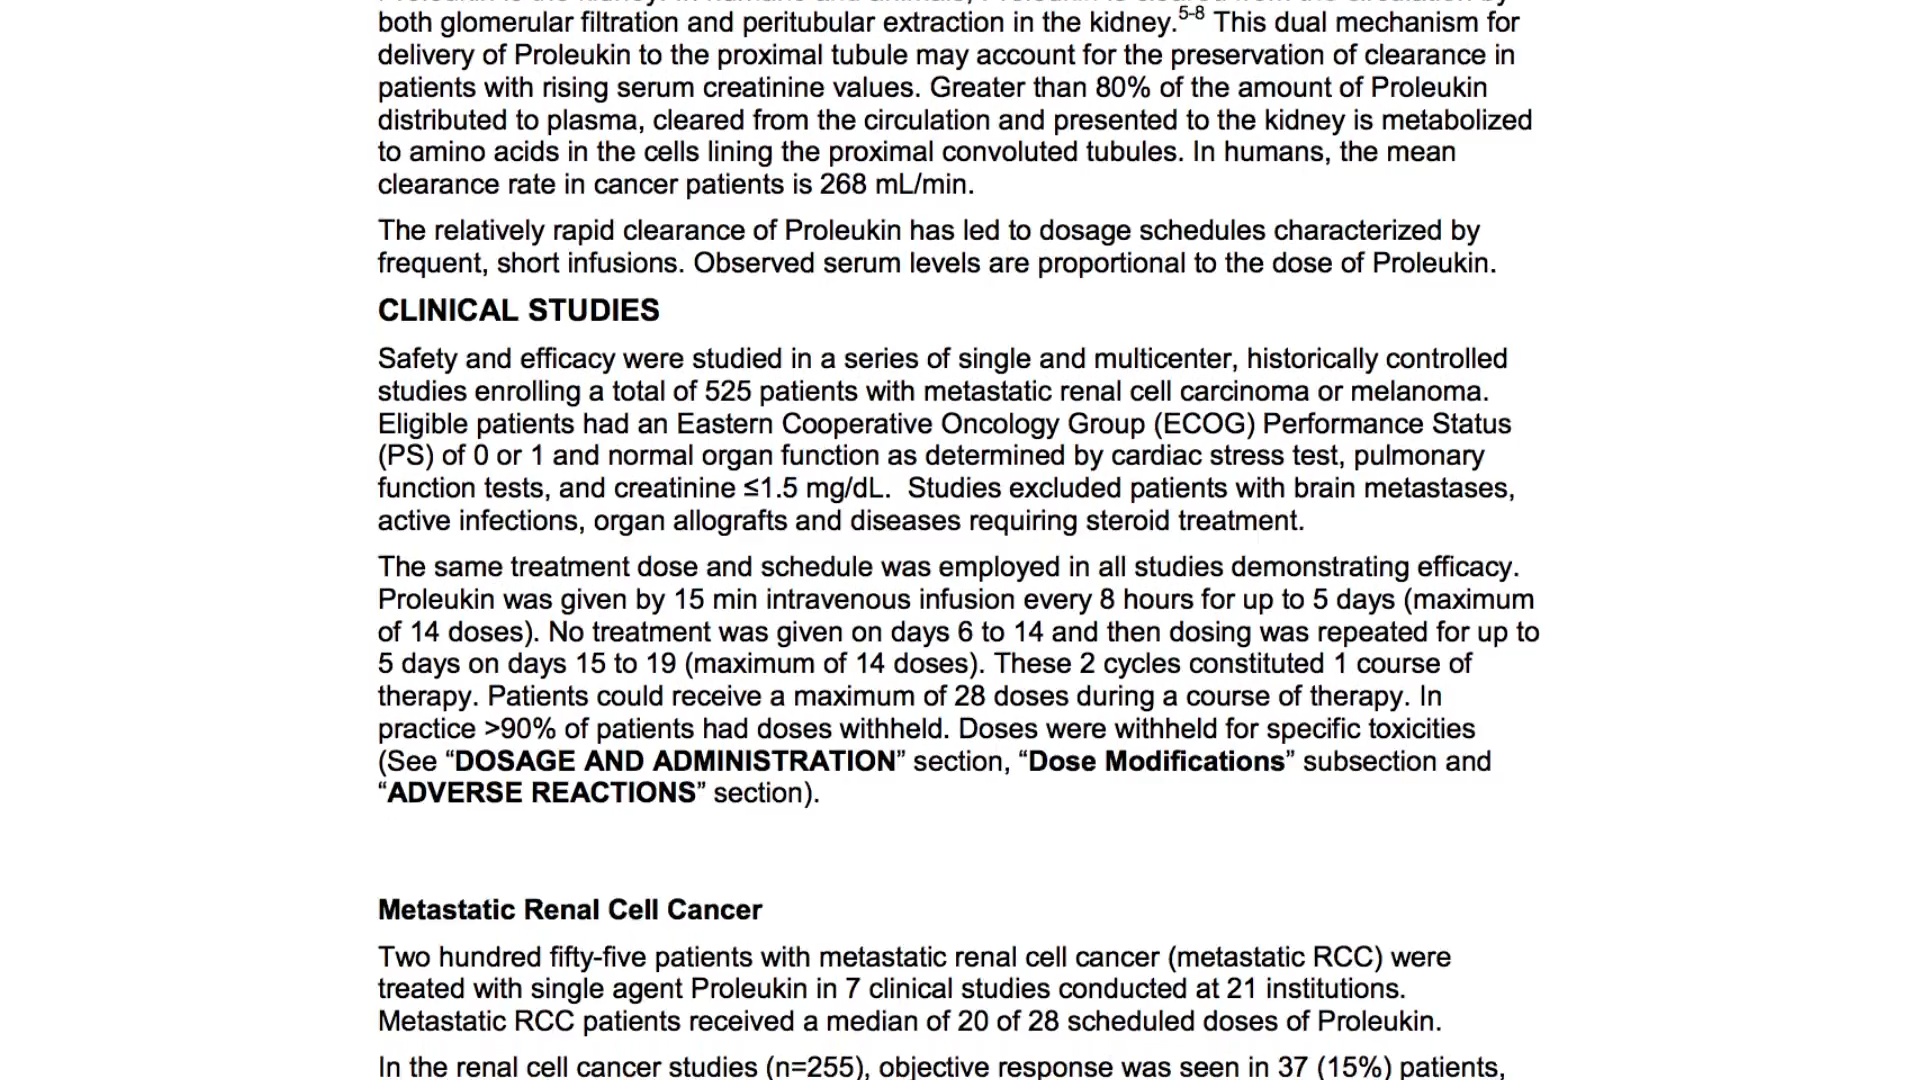 both glomerular filtration and peritubular extraction in the kidney.5-8 This dual mechanism for
delivery of Proleukin to the proximal tubule may account for the preservation of clearance in
patients with rising serum creatinine values. Greater than 80% of the amount of Proleukin
distributed to plasma, cleared from the circulation and presented to the kidney is metabolized
to amino acids in the cells lining the proximal convoluted tubules. In humans, the mean
clearance rate in cancer patients is 268 mL/min.
The relatively rapid clearance of Proleukin has led to dosage schedules characterized by
frequent, short infusions. Observed serum levels are proportional to the dose of Proleukin.
CLINICAL STUDIES
Safety and efficacy were studied in a series of single and multicenter, historically controlled
studies enrolling a total of 525 patients with metastatic renal cell carcinoma or melanoma.
Eligible patients had an Eastern Cooperative Oncology Group (ECOG) Performance Status
(PS) of 0 or 1 and normal organ function as determined by cardiac stress test, pulmonary
function tests, and creatinine ≤1.5 mg/dL.  Studies excluded patients with brain metastases,
active infections, organ allografts and diseases requiring steroid treatment.
The same treatment dose and schedule was employed in all studies demonstrating efficacy.
Proleukin was given by 15 min intravenous infusion every 8 hours for up to 5 days (maximum
of 14 doses). No treatment was given on days 6 to 14 and then dosing was repeated for up to
5 days on days 15 to 19 (maximum of 14 doses). These 2 cycles constituted 1 course of
therapy. Patients could receive a maximum of 28 doses during a course of therapy. In
practice >90% of patients had doses withheld. Doses were withheld for specific toxicities
(See “DOSAGE AND ADMINISTRATION” section, “Dose Modifications” subsection and
“ADVERSE REACTIONS” section).
Metastatic Renal Cell Cancer
Two hundred fifty-five patients with metastatic renal cell cancer (metastatic RCC) were
treated with single agent Proleukin in 7 clinical studies conducted at 21 institutions.
Metastatic RCC patients received a median of 20 of 28 scheduled doses of Proleukin.
In the renal cell cancer studies (n=255), objective response was seen in 37 (15%) patients,